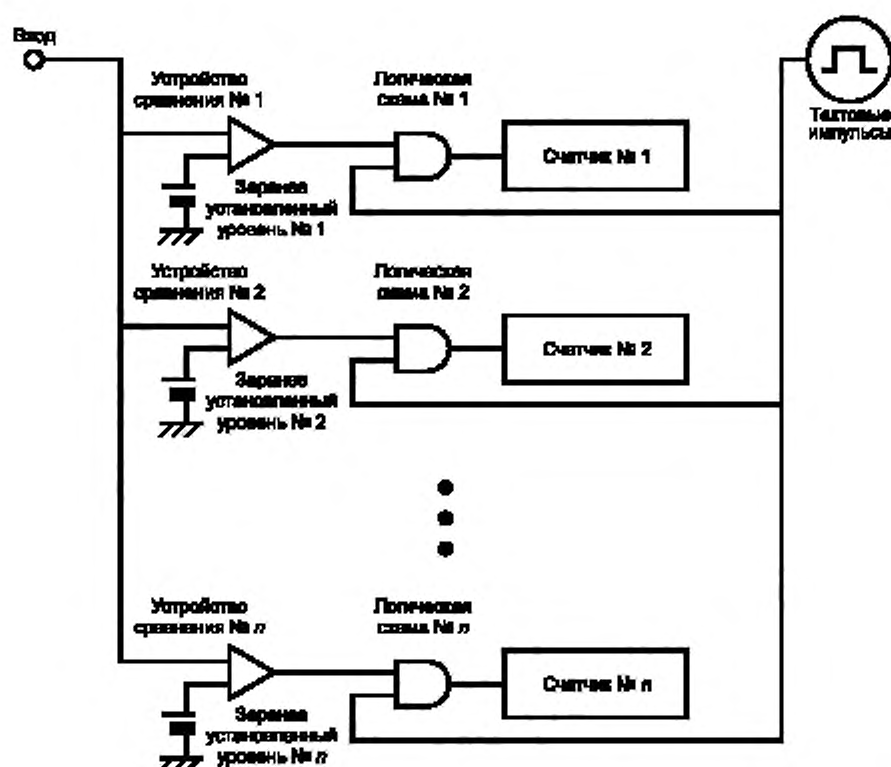 Вход
Устройство
сравнения № 1
Логическая
схема № 1
Тактовые
импульсы
Счетчик № 1
Заранее
установленный
уровень № 1
Устройство
сравнения № 2
Логическая
схема № 2
Счетчик № 2
Заранее
установленный
уровень № 2
Устройство
сравнения № n
Логическая
схема № n
Счетчик № n
Заранее
установленный
уровень № n